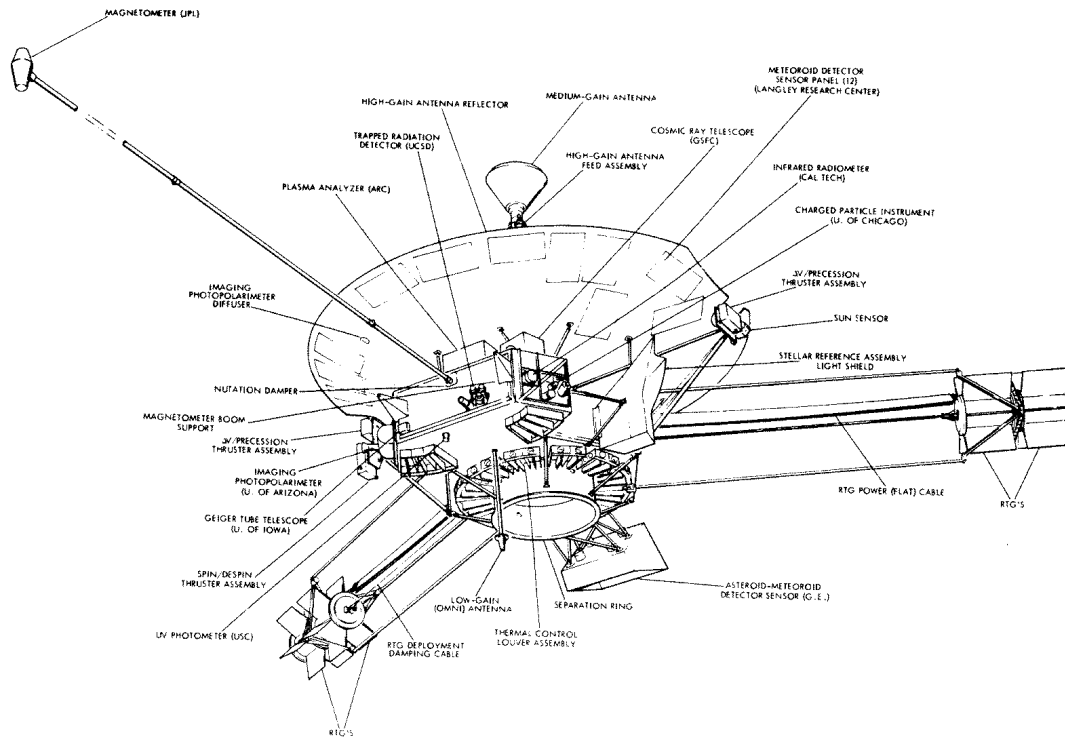 MAGNETOMETER (JPL)
HIGH-GAIN ANTENNA REFLECTOR
MEDIUM-GAIN ANTENNA
METEOROID DETECTOR
SENSOR PANEL (12)
(LANGLEY RESEARCH CENTER)
TRAPPED RADIATION
DETECTOR (UCSD)
COSMIC RAY TELESCOPE
(GSFC)
HIGH-GAIN ANTENNA
FEED ASSEMBLY
INFRARED RADIOMETER
(CAL TECH)
PLASMA ANALYZER (ARC)
CHARGED PARTICLE INSTRUMENT
(U. OF CHICAGO)
ΔV/PRECESSION
THRUSTER ASSEMBLY
IMAGING
PHOTOPOLARIMETER
DIFFUSER
SUN SENSOR
STELLAR REFERENCE ASSEMBLY
LIGHT SHIELD
NUTATION DAMPER
MAGNETOMETER BOOM
SUPPORT
ΔV/PRECESSION
THRUSTER ASSEMBLY
IMAGING
PHOTOPOLARIMETER
(U. OF ARIZONA)
RTG POWER (FLAT) CABLE
RTG'S
GEIGER TUBE TELESCOPE
(U. OF IOWA)
SPIN/DESPIN
THRUSTER ASSEMBLY
LOW-GAIN
(OMNI) ANTENNA
SEPARATION RING
ASTEROID-METEOROID
DETECTOR SENSOR (G.E.)
UV PHOTOMETER (USC)
RTG DEPLOYMENT
DAMPING CABLE
THERMAL CONTROL
LOUVER ASSEMBLY
RTG'S